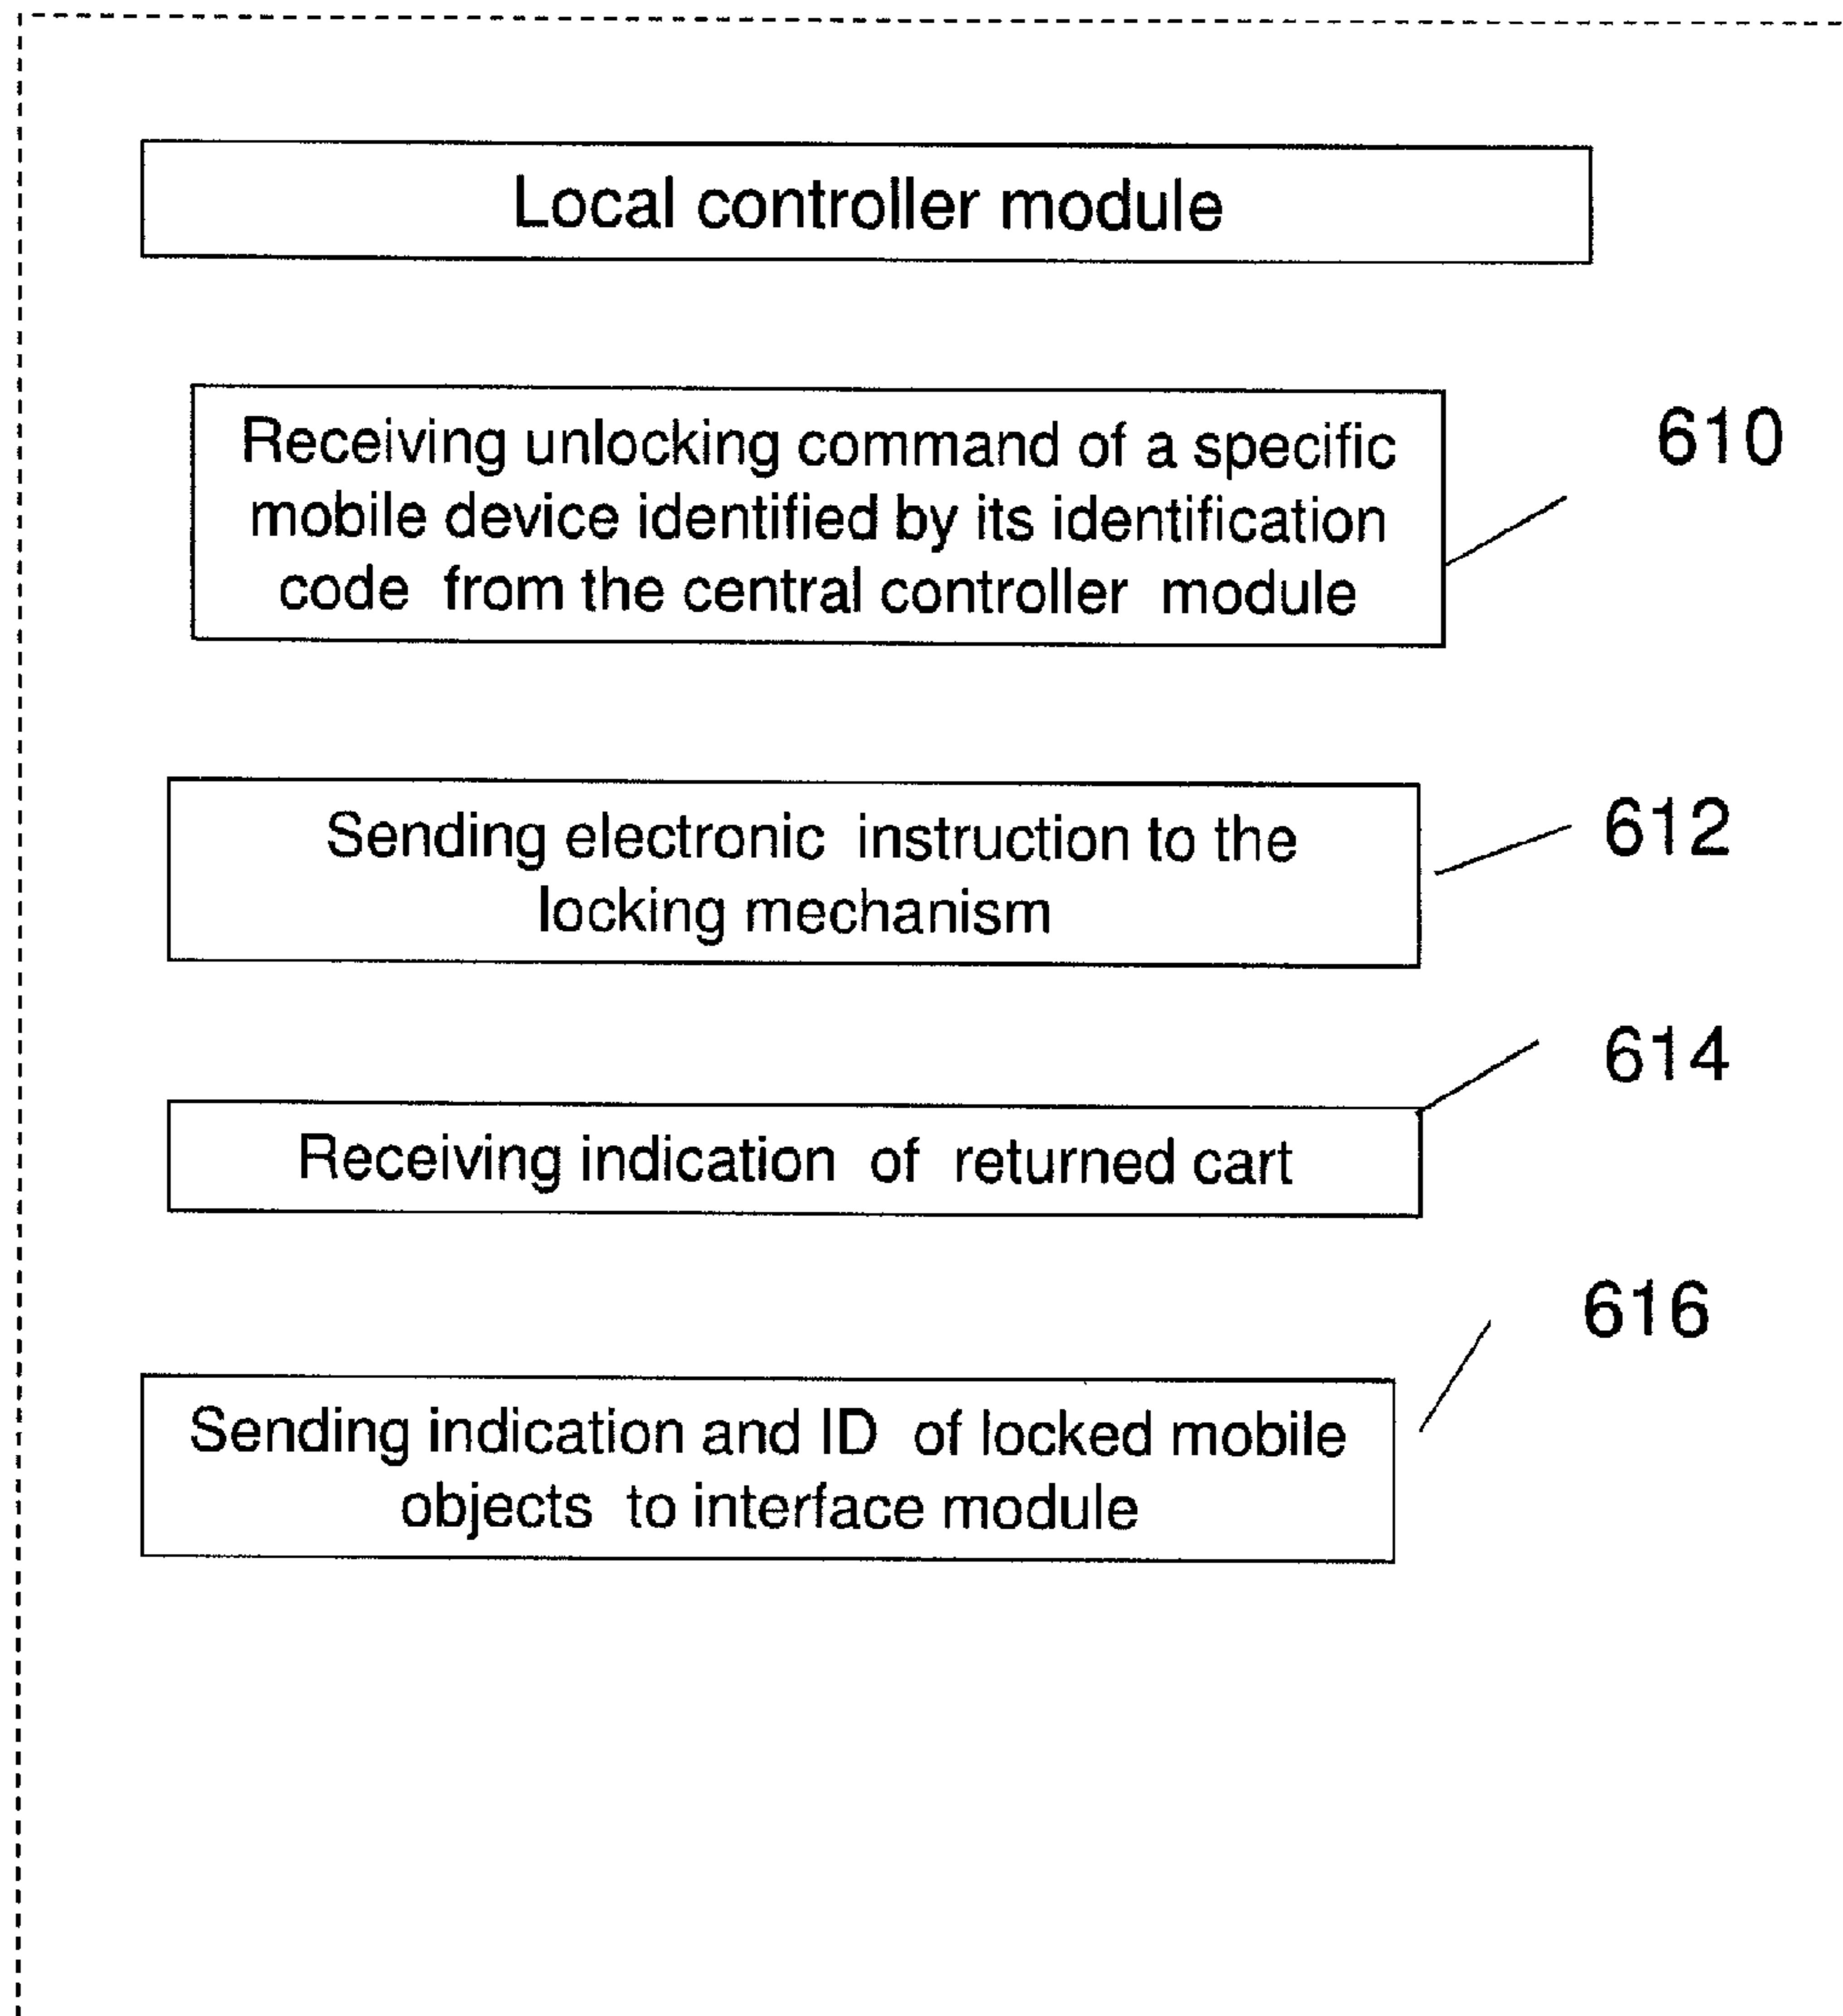 Local controller module
Receiving unlocking command of a specific
610
mobile device identified by its identification
code from the central controller module
Sending electronic instruction to the
612
locking mechanism
614
Receiving indication of returned cart
616
Sending indication and ID of locked mobile
objects to interface module